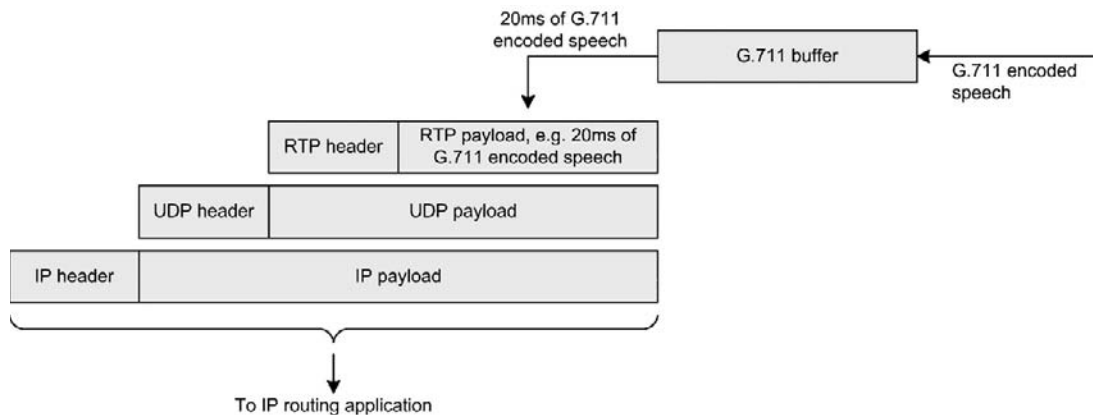 20ms of G.711
encoded speech
G.711 buffer
G.711 encoded
speech
RTP header
RTP payload, e.g. 20ms of
G.711 encoded speech
UDP header
UDP payload
IP header
IP payload
To IP routing application